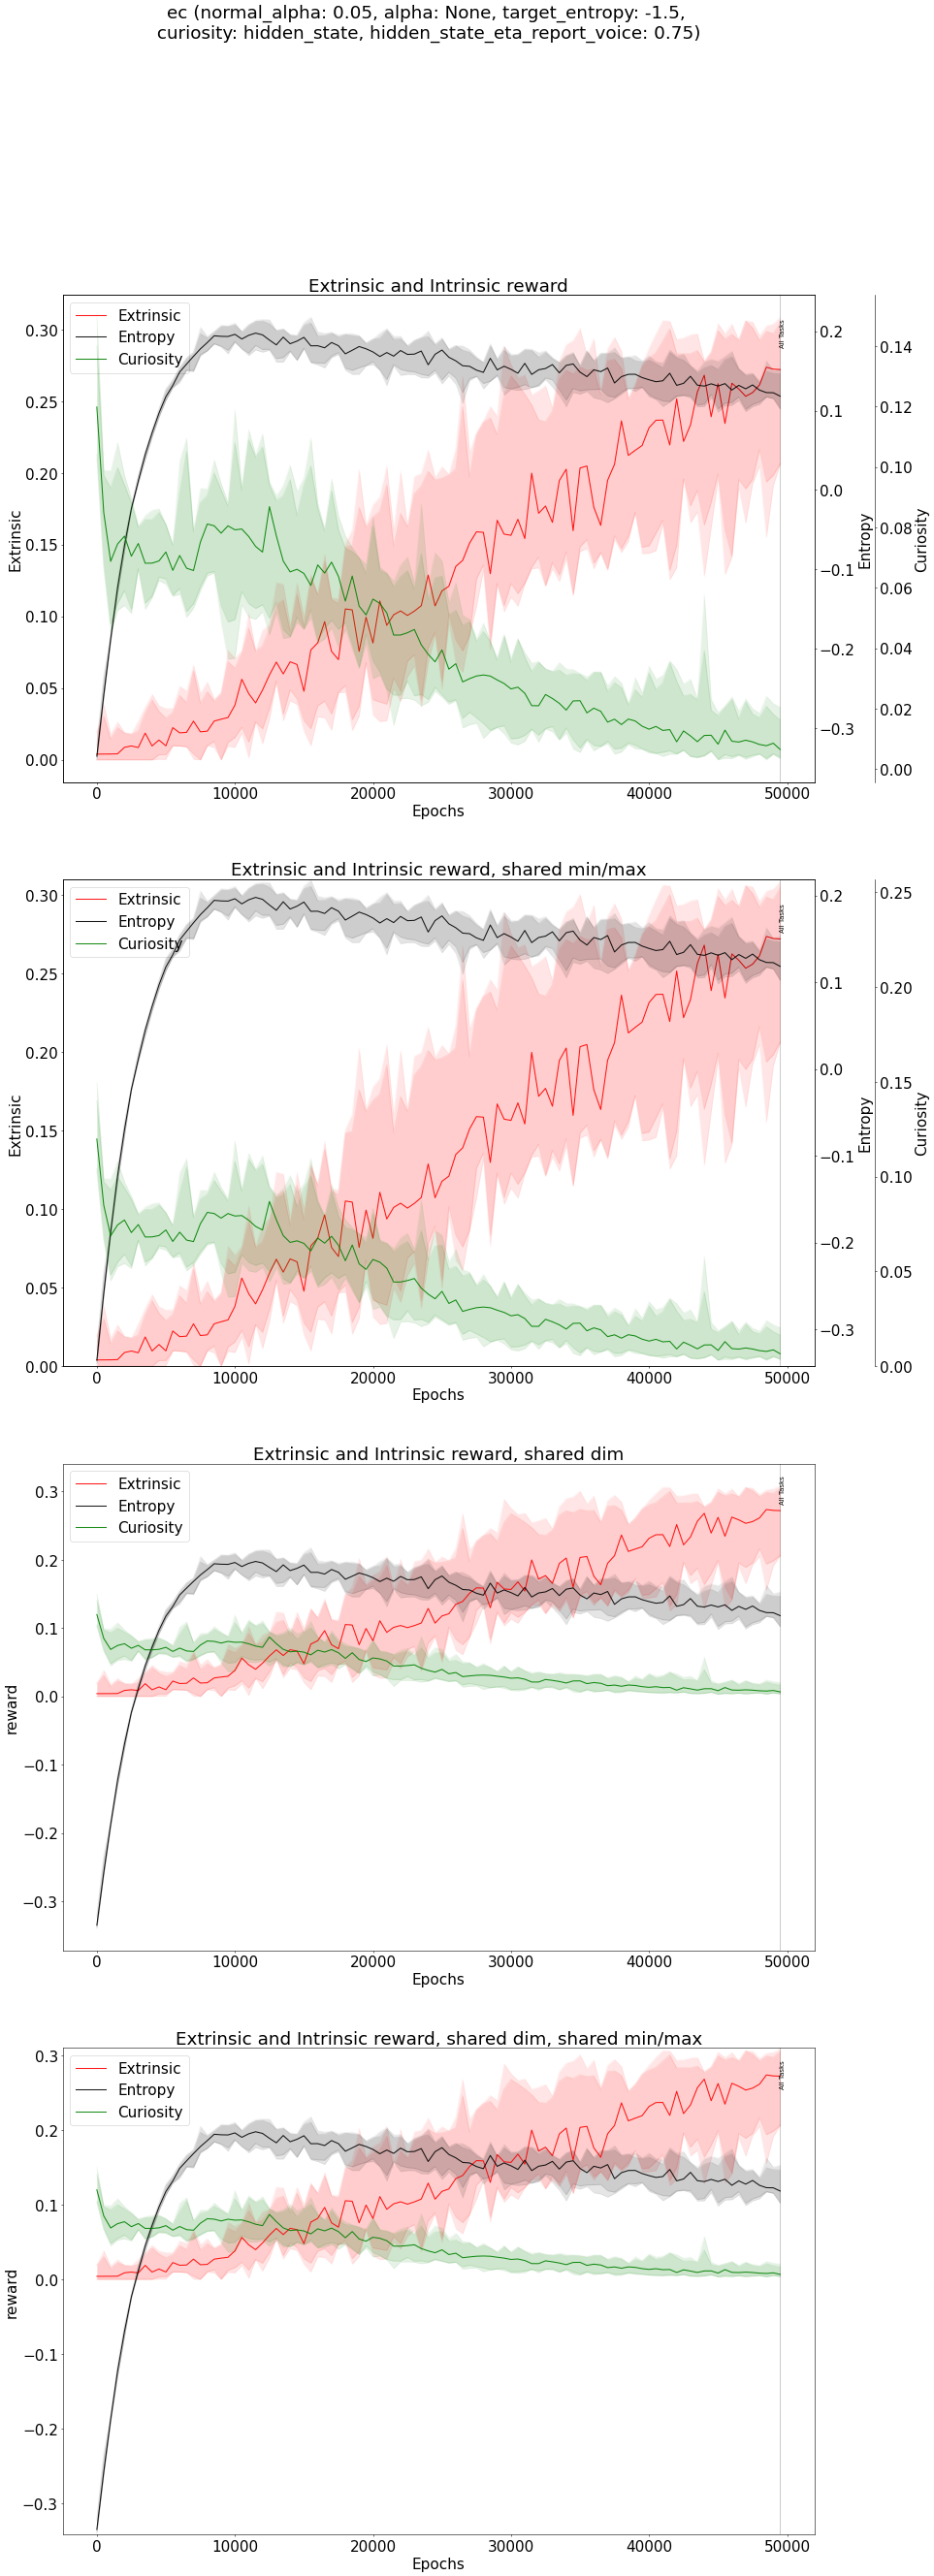 ec (normal_alpha: 0.05, alpha: None, target_entropy: -1.5,
curiosity: hidden_state, hidden_state_eta_report_voice: 0.75)
Extrinsic and Intrinsic reward
Extrinsic
Entropy
Curiosity
All Tasks
0.30
0.25
0.20
0.15
0.10
0.05
0.00
Extrinsic
0.2
0.1
0.0
−0.1
−0.2
−0.3
Entropy
0.14
0.12
0.10
0.08
0.06
0.04
0.02
0.00
Curiosity
0 10000 20000 30000 40000 50000
Epochs
Extrinsic and Intrinsic reward, shared min/max
Extrinsic
Entropy
Curiosity
All Tasks
0.30
0.25
0.20
0.15
0.10
0.05
0.00
Extrinsic
0.2
0.1
0.0
−0.1
−0.2
−0.3
Entropy
0.25
0.20
0.15
0.10
0.05
0.00
Curiosity
0 10000 20000 30000 40000 50000
Epochs
Extrinsic and Intrinsic reward, shared dim
Extrinsic
Entropy
Curiosity
All Tasks
0.3
0.2
0.1
0.0
−0.1
−0.2
−0.3
reward
0 10000 20000 30000 40000 50000
Epochs
Extrinsic and Intrinsic reward, shared dim, shared min/max
Extrinsic
Entropy
Curiosity
All Tasks
0.3
0.2
0.1
0.0
−0.1
−0.2
−0.3
reward
0 10000 20000 30000 40000 50000
Epochs